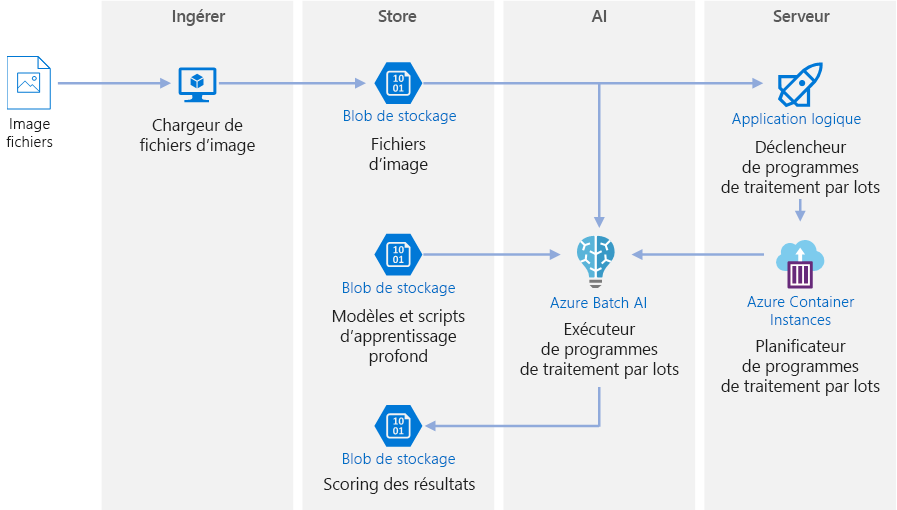 Ingérer
Store
AI
Serveur
Image
fichiers
Chargeur de
fichiers d'image
10
01
Blob de stockage
Fichiers
d'image
Application logique
Déclencheur
de programmes
de traitement par lots
10
01
Blob de stockage
Modèles et scripts
d'apprentissage
profond
Azure Batch AI
Exécuteur
de programmes
de traitement par lots
Azure Container
Instances
Planificateur
de programmes
de traitement par lots
10
01
Blob de stockage
Scoring des résultats